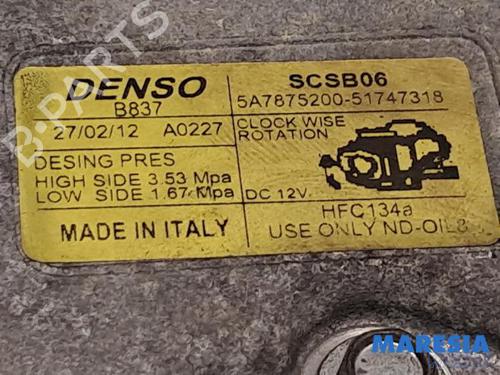 DENSO
B837
27/02/12 A0227
DESING PRES
HIGH SIDE 3.53 Mpa
LOW SIDE 1.67 Mpa
MADE IN ITALY
SCSB06
5A7875200-51747318
CLOCK WISE
ROTATION
DC 12V
HFC134a
USE ONLY ND-OIL8
B-PARTS
MARESIA